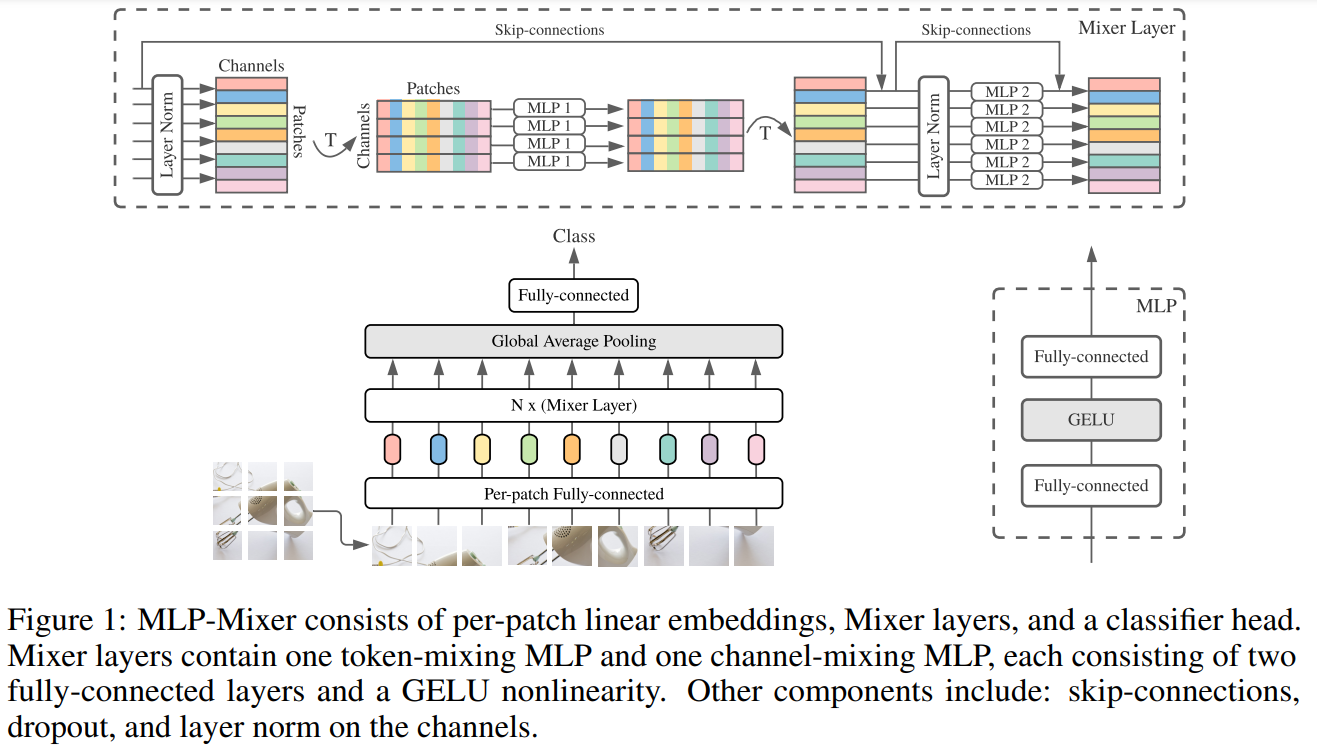 Skip-connections
Skip-connections
Mixer Layer
Channels
Layer Norm
Patches
T
Patches
Channels
MLP 1
MLP 1
MLP 1
MLP 1
T
Layer Norm
MLP 2
MLP 2
MLP 2
MLP 2
MLP 2
MLP 2
Class
Fully-connected
Global Average Pooling
N x (Mixer Layer)
Per-patch Fully-connected
MLP
Fully-connected
GELU
Fully-connected
Figure 1: MLP-Mixer consists of per-patch linear embeddings, Mixer layers, and a classifier head.
Mixer layers contain one token-mixing MLP and one channel-mixing MLP, each consisting of two
fully-connected layers and a GELU nonlinearity. Other components include: skip-connections,
dropout, and layer norm on the channels.